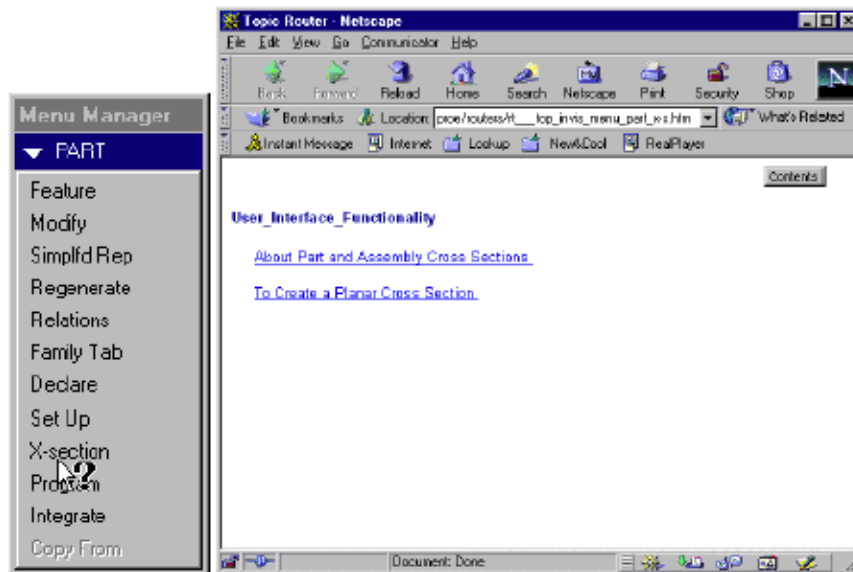 Menu Manager
PART
Feature
Modify
Simplfd Rep
Regenerate
Relations
Family Tab
Declare
Set Up
X-section
Program
Integrate
Copy From
Topic Router - Netscape
File Edit View Go Communicator Help
Back Forward Reload Home Search Netscape Print Security Shop N
Bookmarks Location: What's Related
Instant Message Internet Lookup New&Cool RealPlayer
Contents
User_Interface_Functionality
About Part and Assembly Cross Sections
To Create a Planar Cross Section
Document: Done